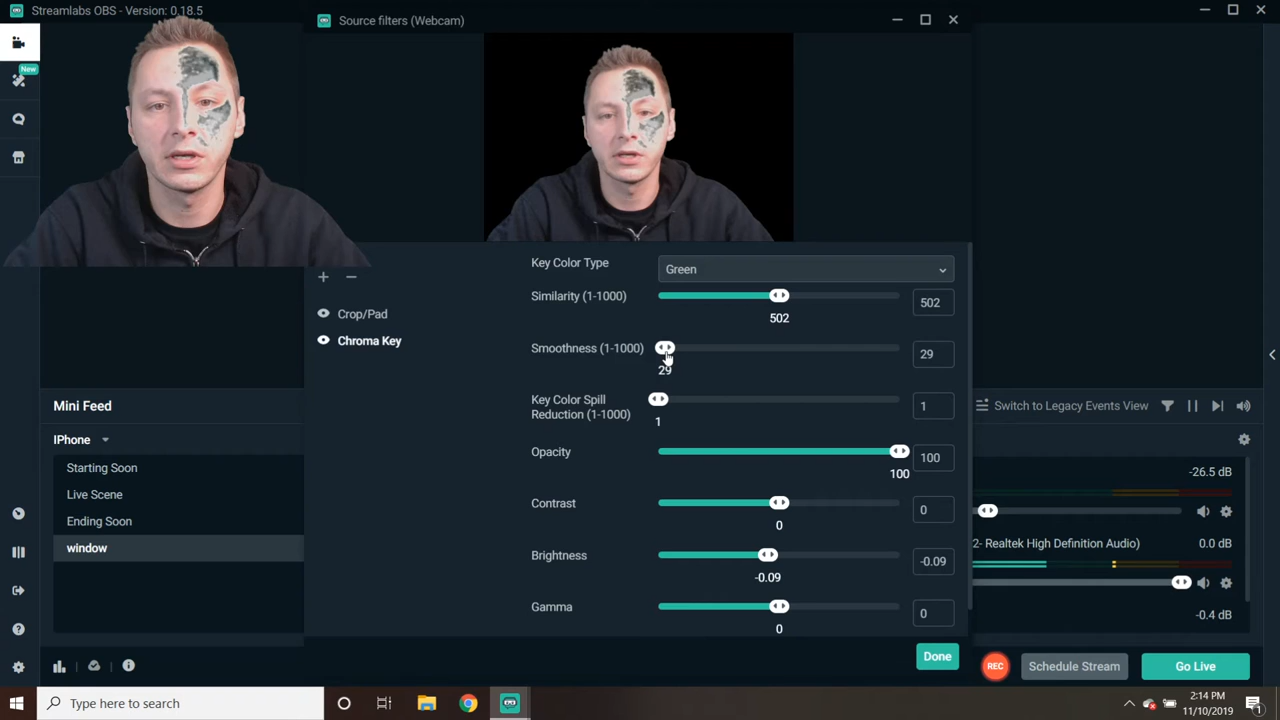 Streamlabs OBS - Version: 0.18.5
Source filters (Webcam)
New
Key Color Type
Green
Similarity (1-1000)
502
502
Crop/Pad
Chroma Key
Smoothness (1-1000)
29
29
Key Color Spill
Reduction (1-1000)
1
1
Opacity
100
100
Contrast
0
0
Brightness
-0.09
-0.09
Gamma
0
0
Done
Mini Feed
Switch to Legacy Events View
IPhone
Starting Soon
Live Scene
Ending Soon
window
-26.5 dB
2- Realtek High Definition Audio)
0.0 dB
-0.4 dB
REC
Schedule Stream
Go Live
Type here to search
2:14 PM
11/10/2019
1